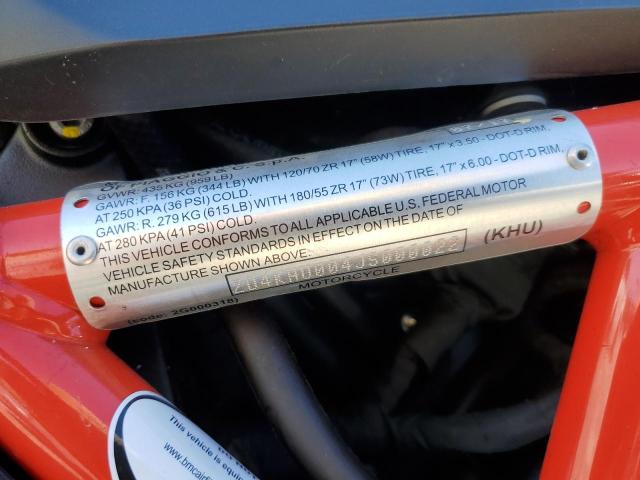 GVWR: 435 KG (959 LB)
GAWR: F. 156 KG (344 LB) WITH 120/70 ZR 17" (58W) TIRE, 17" x 3.50 - DOT-D RIM,
AT 250 KPA (36 PSI) COLD.
GAWR: R. 279 KG (615 LB) WITH 180/55 ZR 17" (73W) TIRE, 17" x 6.00 - DOT-D RIM,
AT 280 KPA (41 PSI) COLD.
THIS VEHICLE CONFORMS TO ALL APPLICABLE U.S. FEDERAL MOTOR
VEHICLE SAFETY STANDARDS IN EFFECT ON THE DATE OF
MANUFACTURE SHOWN ABOVE.
(KHU)
ZD4KHU004JS000022
MOTORCYCLE
(code: 2G000318)
This
vehicle is equip
www.bmcair